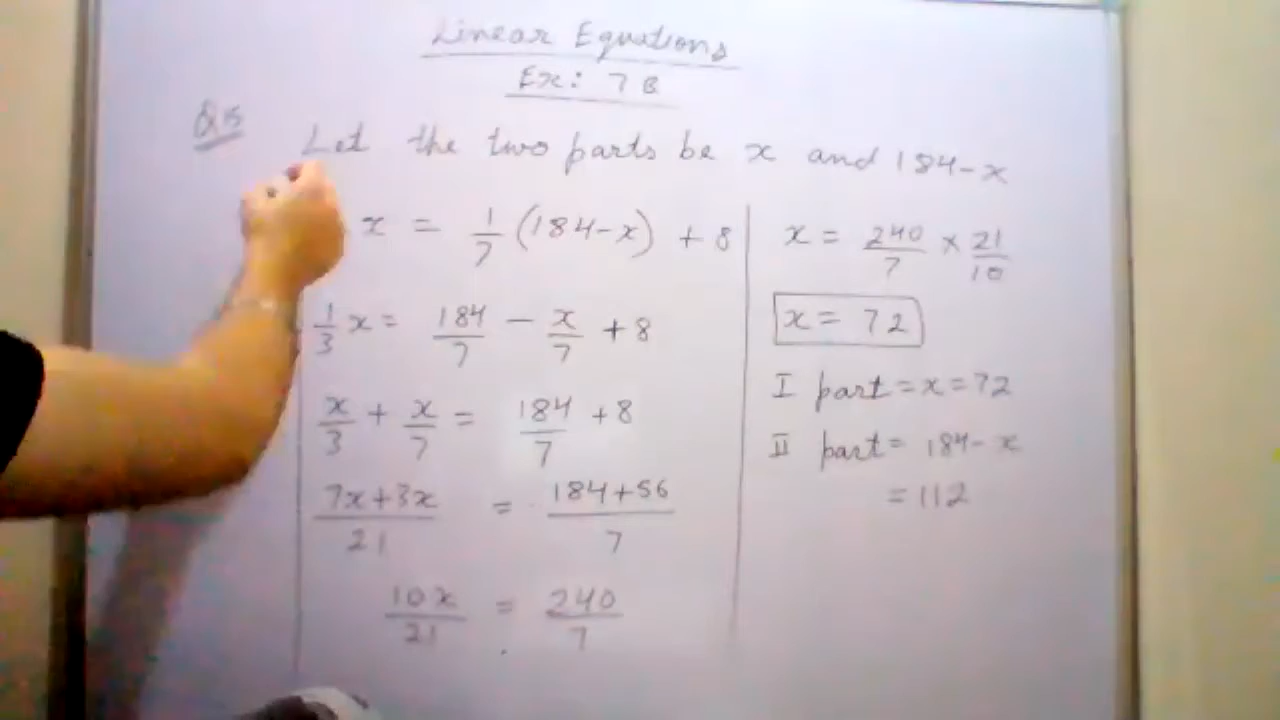 Linear Equations
Ex: 7B
Q15
Let the two parts be x and 184-x
x = 1/7 (184-x) + 8
1/3 x = 184/7 - x/7 + 8
x/3 + x/7 = 184/7 + 8
7x+3x/21 = 184+56/7
10x/21 = 240/7
x = 240/7 × 21/10
x = 72
I part = x = 72
II part = 184-x
= 112